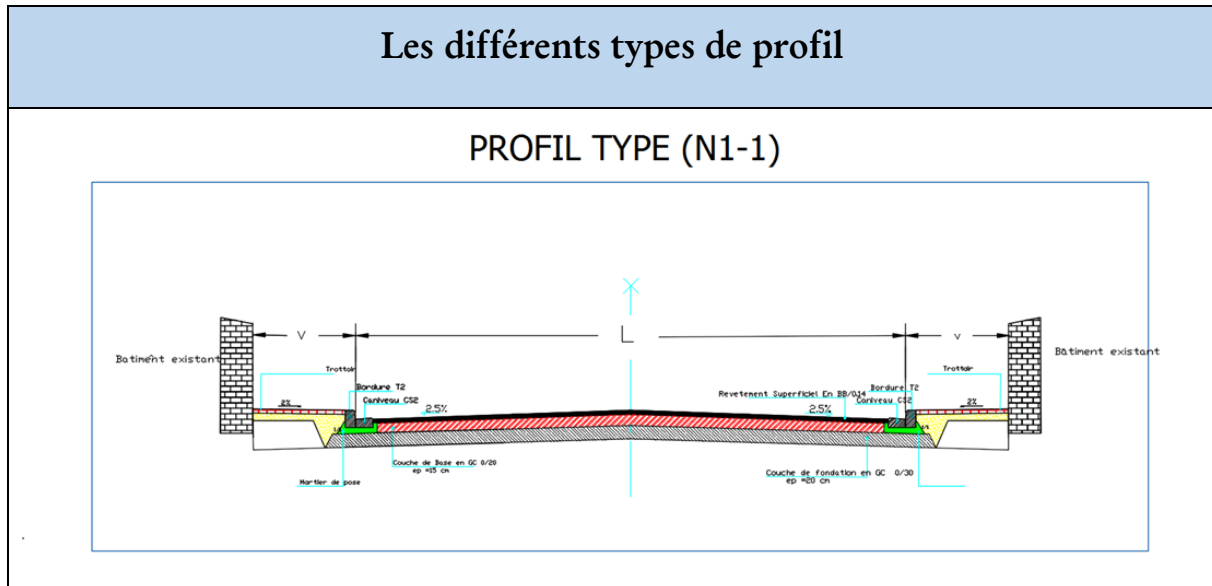 Les différents types de profil
PROFIL TYPE (N1-1)
V
L
V
Batiment existant
Bâtiment existant
Trottoir
Trottoir
Bordure T2
Bordure T2
Revetement Superficiel En BB/0.14
Caniveau CS2
Caniveau CS2
2%
2.5%
2.5%
2%
Couche de Base en GC 0/20
ep =15 cm
Couche de fondation en GC 0/30
ep =20 cm
Mortier de pose